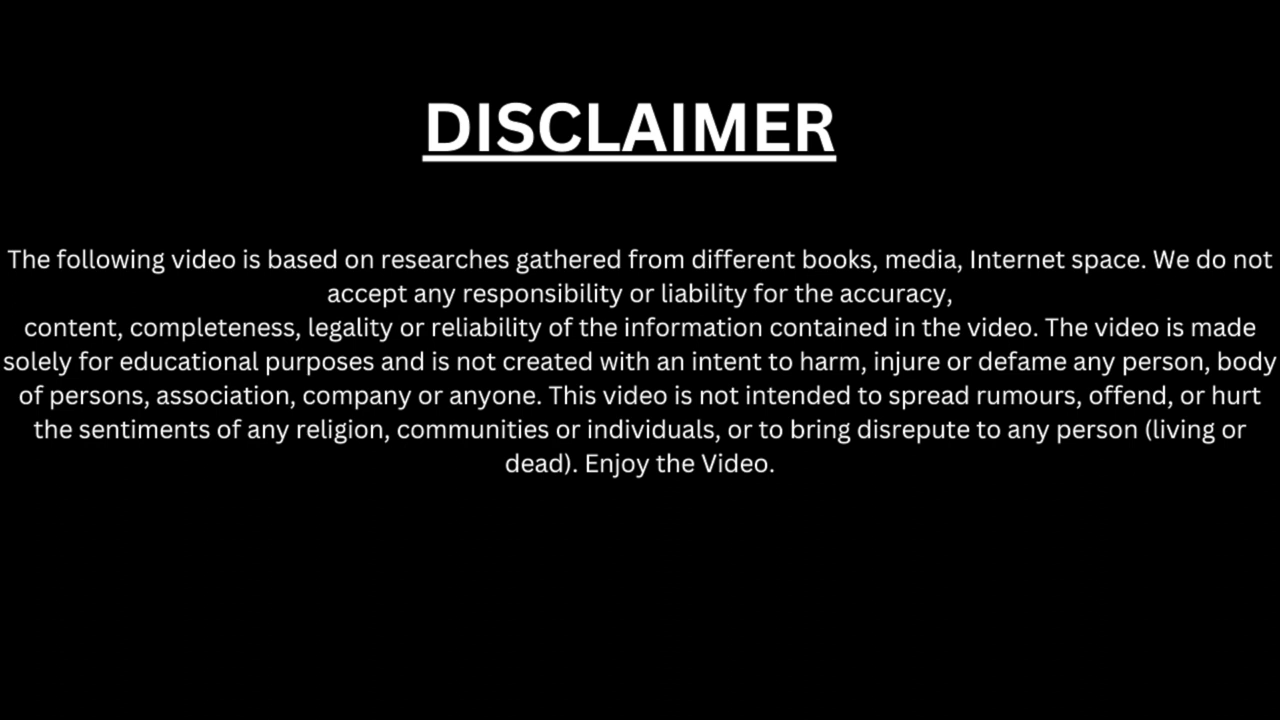 DISCLAIMER
The following video is based on researches gathered from different books, media, Internet space. We do not
accept any responsibility or liability for the accuracy,
content, completeness, legality or reliability of the information contained in the video. The video is made
solely for educational purposes and is not created with an intent to harm, injure or defame any person, body
of persons, association, company or anyone. This video is not intended to spread rumours, offend, or hurt
the sentiments of any religion, communities or individuals, or to bring disrepute to any person (living or
dead). Enjoy the Video.